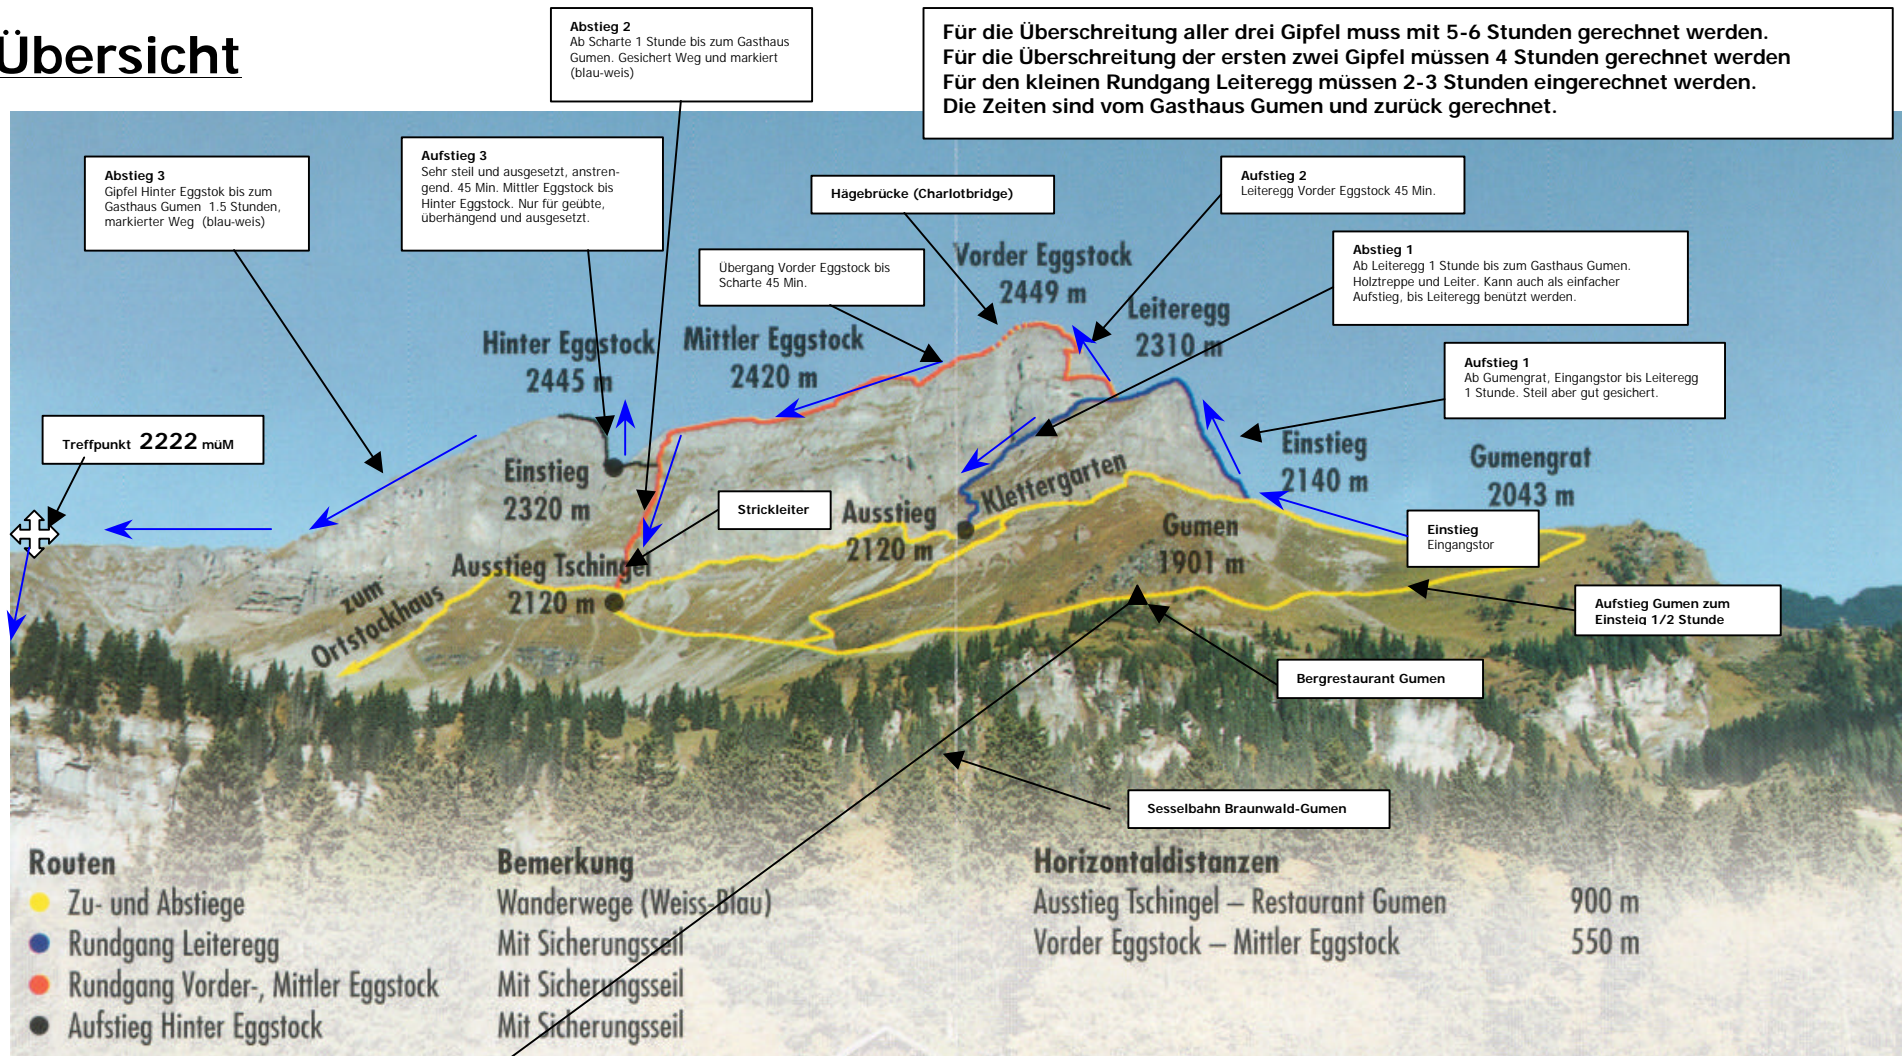 Übersicht
Abstieg 2
Ab Scharte 1 Stunde bis zum Gasthaus
Gumen. Gesichert Weg und markiert
(blau-weis)
Für die Überschreitung aller drei Gipfel muss mit 5-6 Stunden gerechnet werden.
Für die Überschreitung der ersten zwei Gipfel müssen 4 Stunden gerechnet werden
Für den kleinen Rundgang Leiteregg müssen 2-3 Stunden eingerechnet werden.
Die Zeiten sind vom Gasthaus Gumen und zurück gerechnet.
Abstieg 3
Gipfel Hinter Eggstok bis zum
Gasthaus Gumen 1.5 Stunden,
markierter Weg (blau-weis)
Aufstieg 3
Sehr steil und ausgesetzt, anstren-
gend. 45 Min. Mittler Eggstock bis
Hinter Eggstock. Nur für geübte,
überhängend und ausgesetzt.
Hägebrücke (Charlotbridge)
Aufstieg 2
Leiteregg Vorder Eggstock 45 Min.
Übergang Vorder Eggstock bis
Scharte 45 Min.
Vorder Eggstock
2449 m
Abstieg 1
Ab Leiteregg 1 Stunde bis zum Gasthaus Gumen.
Holztreppe und Leiter. Kann auch als einfacher
Aufstieg, bis Leiteregg benützt werden.
Leiteregg
2310 m
Hinter Eggstock
2445 m
Mittler Eggstock
2420 m
Aufstieg 1
Ab Gumengrat, Eingangstor bis Leiteregg
1 Stunde. Steil aber gut gesichert.
Treffpunkt 2222 müM
Einstieg
2320 m
Strickleiter
Ausstieg
2120 m
Klettergarten
Einstieg
2140 m
Gumengrat
2043 m
Gumen
1901 m
Einstieg
Eingangstor
Ausstieg Tschingel
2120 m
zum
Ortstockhaus
Aufstieg Gumen zum
Einsteig 1/2 Stunde
Bergrestaurant Gumen
Sesselbahn Braunwald-Gumen
Routen
Zu- und Abstiege
Rundgang Leiteregg
Rundgang Vorder-, Mittler Eggstock
Aufstieg Hinter Eggstock
Bemerkung
Wanderwege (Weiss-Blau)
Mit Sicherungsseil
Mit Sicherungsseil
Mit Sicherungsseil
Horizontaldistanzen
Ausstieg Tschingel – Restaurant Gumen 900 m
Vorder Eggstock – Mittler Eggstock 550 m